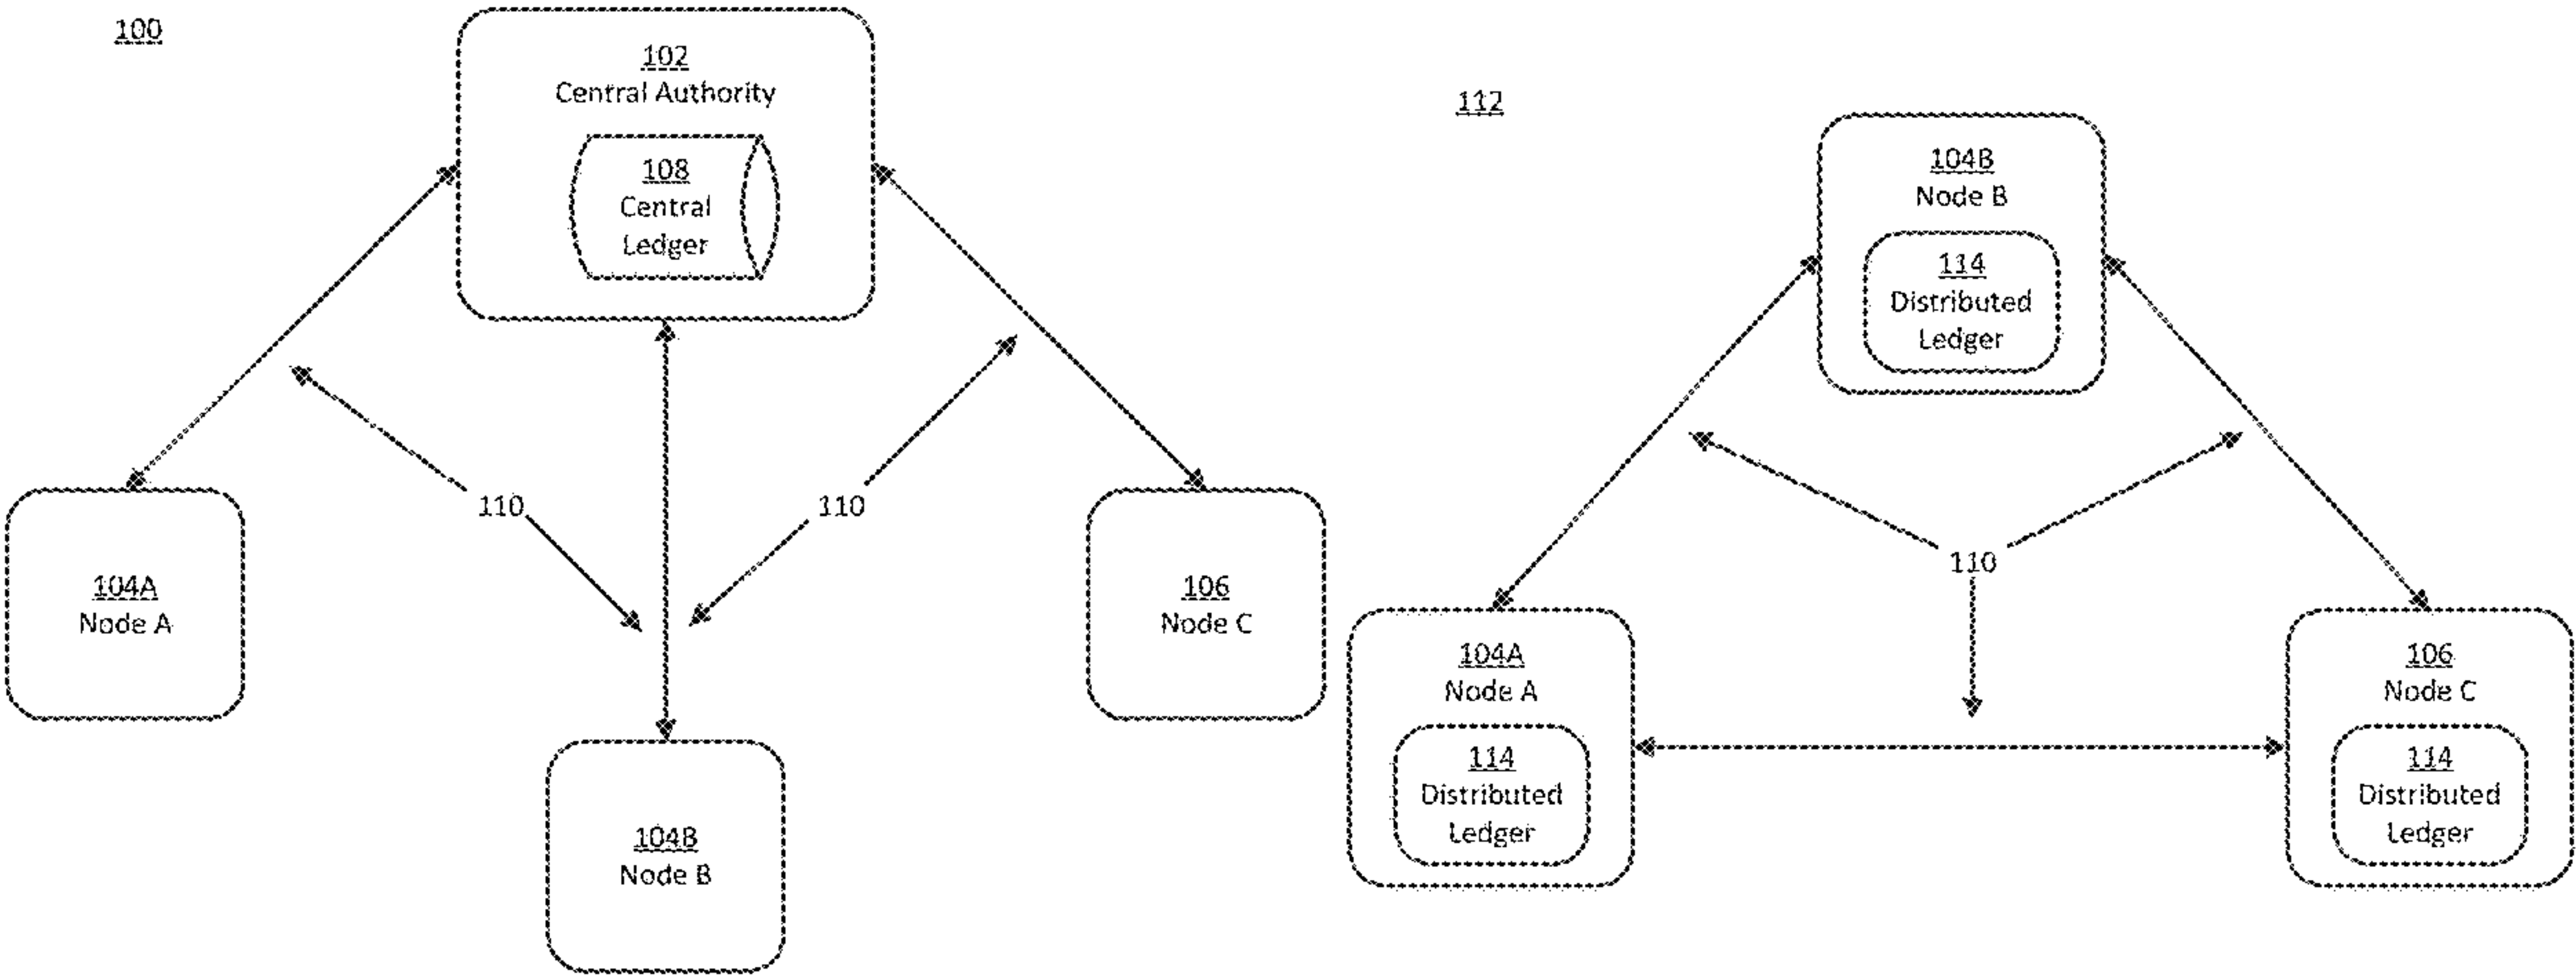 100
102
Central Authority
108
Central
Ledger
110
110
104A
Node A
106
Node C
104B
Node B
112
104B
Node B
114
Distributed
Ledger
110
104A
Node A
114
Distributed
Ledger
106
Node C
114
Distributed
Ledger